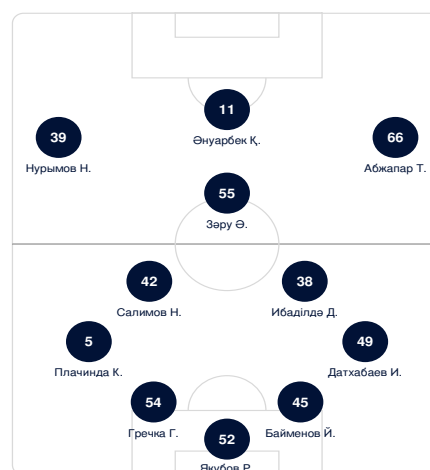 11
Әнуарбек Қ.
39
66
Нурымов Н.
Абжапар Т.
55
Зәру Ә.
42
38
Салимов Н.
Ибаділдә Д.
5
49
Плачинда К.
Датхабаев И.
54
45
Гречка Г.
Байменов Й.
52
Якубов Р.